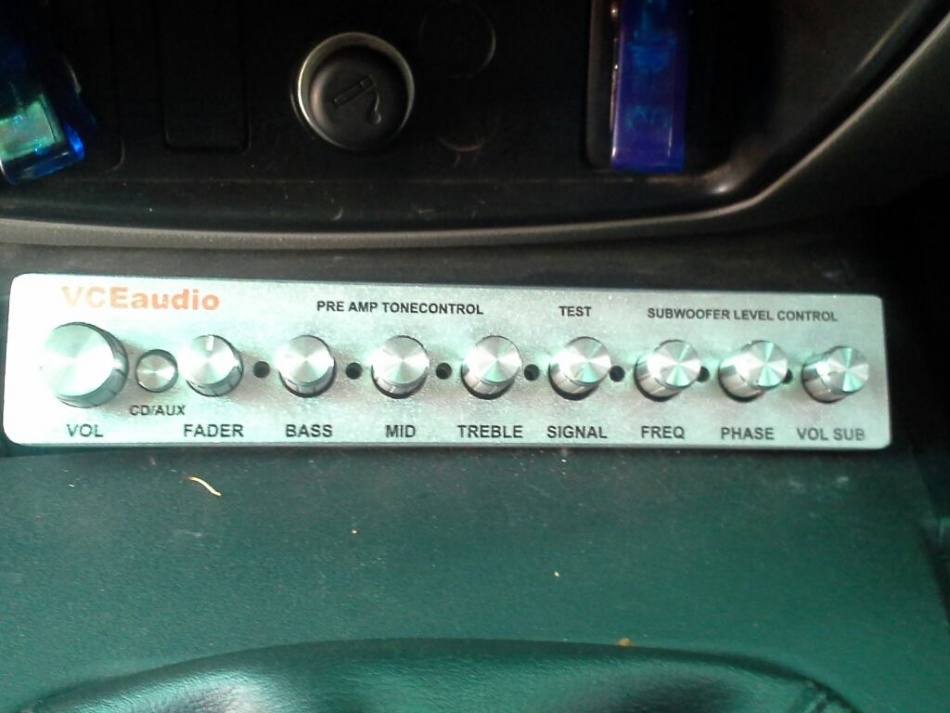 VCEaudio
PRE AMP TONECONTROL TEST SUBWOOFER LEVEL CONTROL
CD/AUX
VOL FADER BASS MID TREBLE SIGNAL FREQ PHASE VOL SUB